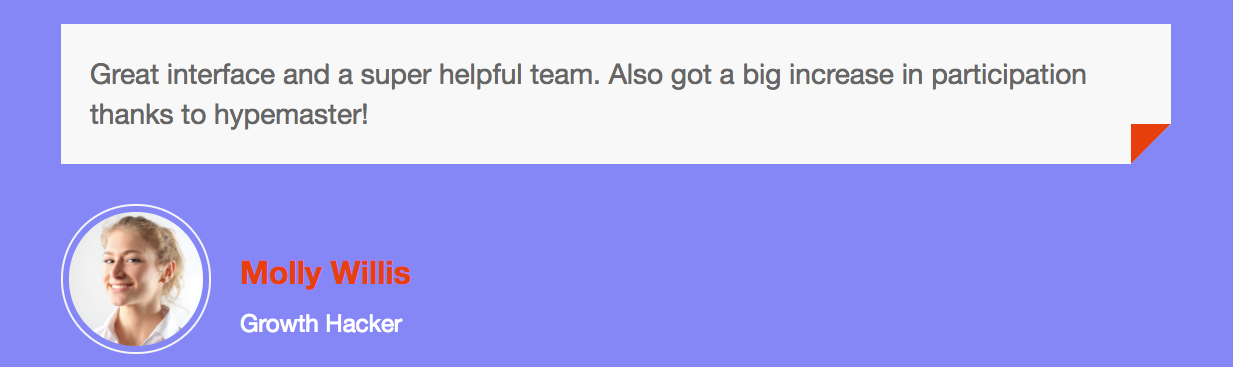 Great interface and a super helpful team. Also got a big increase in participation
thanks to hypemaster!
Molly Willis
Growth Hacker